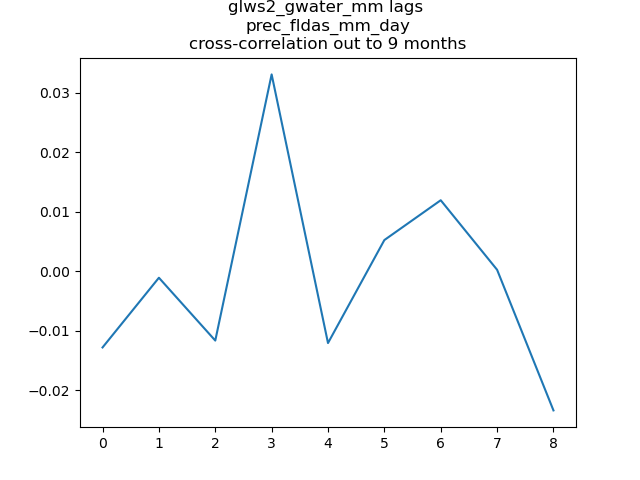 glws2_gwater_mm lags
prec_fldas_mm_day
cross-correlation out to 9 months
0.03
0.02
0.01
0.00
−0.01
−0.02
0 1 2 3 4 5 6 7 8